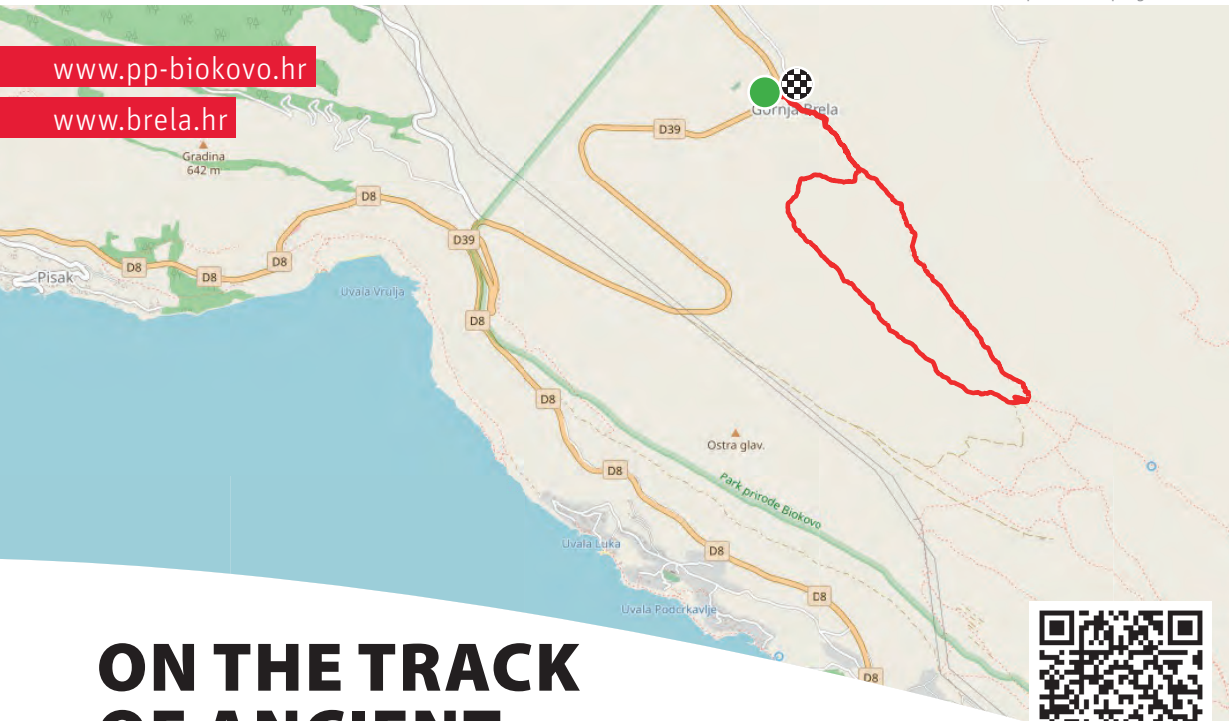 www.pp-biokovo.hr
www.brela.hr
Gornja Brela
D39
Gradina
642 m
D8
D39
D8
D8
D8
Pisak
Uvala Vrulja
D8
D8
Ostra glav.
D8
Park prirode Biokovo
Uvala Luka
D8
D8
Uvala Podcrkavlje
D8
ON THE TRACK
OF ANCIENT